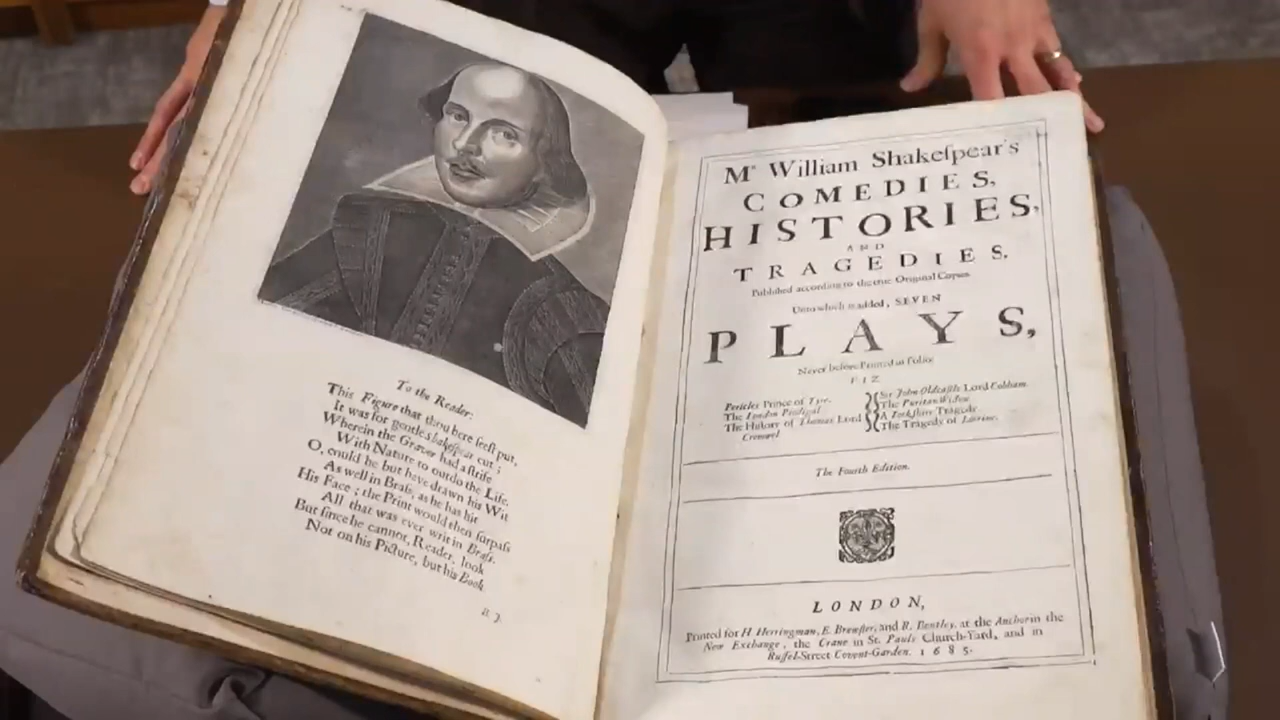 To the Reader.
This Figure that thou here seeſt put,
It was for gentle Shakeſpear cut;
Wherein the Graver had a ſtrife
With Nature to outdo the Life.
O, could he but have drawn his Wit
As well in Braſs, as he has hit
His Face; the Print would then ſurpaſs
All that was ever writ in Braſs.
But ſince he cannot, Reader, look
Not on his Picture, but his Book.
B. J.
Mr William Shakeſpear's
COMEDIES,
HISTORIES,
AND
TRAGEDIES.
Publiſhed according to the true Original Copies.
Unto which is added, SEVEN
PLAYS,
Never before Printed in Folio:
VIZ.
Pericles Prince of Tyre.
The London Prodigal.
The Hiſtory of Thomas Lord
Cromwel.
Sir John Oldcaſtle Lord Cobham.
The Puritan Widow.
A Yorkſhire Tragedie.
The Tragedy of Locrine.
The Fourth Edition.
LONDON,
Printed for H. Herringman, E. Brewſter, and R. Bentley, at the Anchor in the
New Exchange, the Crane in St. Pauls Church-Yard, and in
Ruſſel-Street Covent-Garden. 1685.